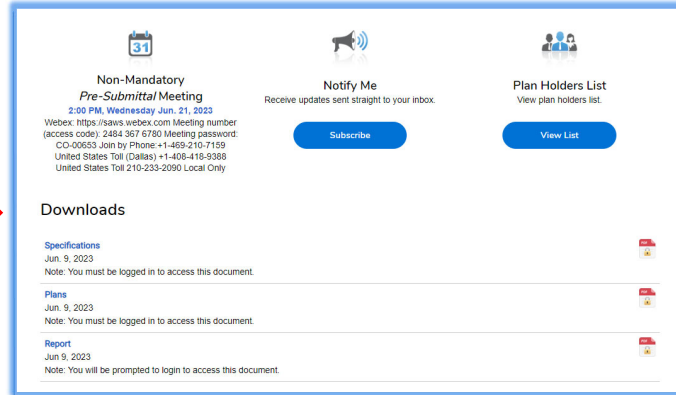 31
Non-Mandatory
Pre-Submittal Meeting
2:00 PM, Wednesday Jun. 21, 2023
Webex: https://saws.webex.com Meeting number
(access code): 2484 367 6780 Meeting password:
CO-00653 Join by Phone:+1-469-210-7159
United States Toll (Dallas) +1-408-418-9388
United States Toll 210-233-2090 Local Only
Notify Me
Receive updates sent straight to your inbox.
Subscribe
Plan Holders List
View plan holders list.
View List
Downloads
Specifications
Jun. 9, 2023
Note: You must be logged in to access this document.
PDF
Plans
Jun. 9, 2023
Note: You must be logged in to access this document.
PDF
Report
Jun 9, 2023
Note: You will be prompted to login to access this document.
PDF